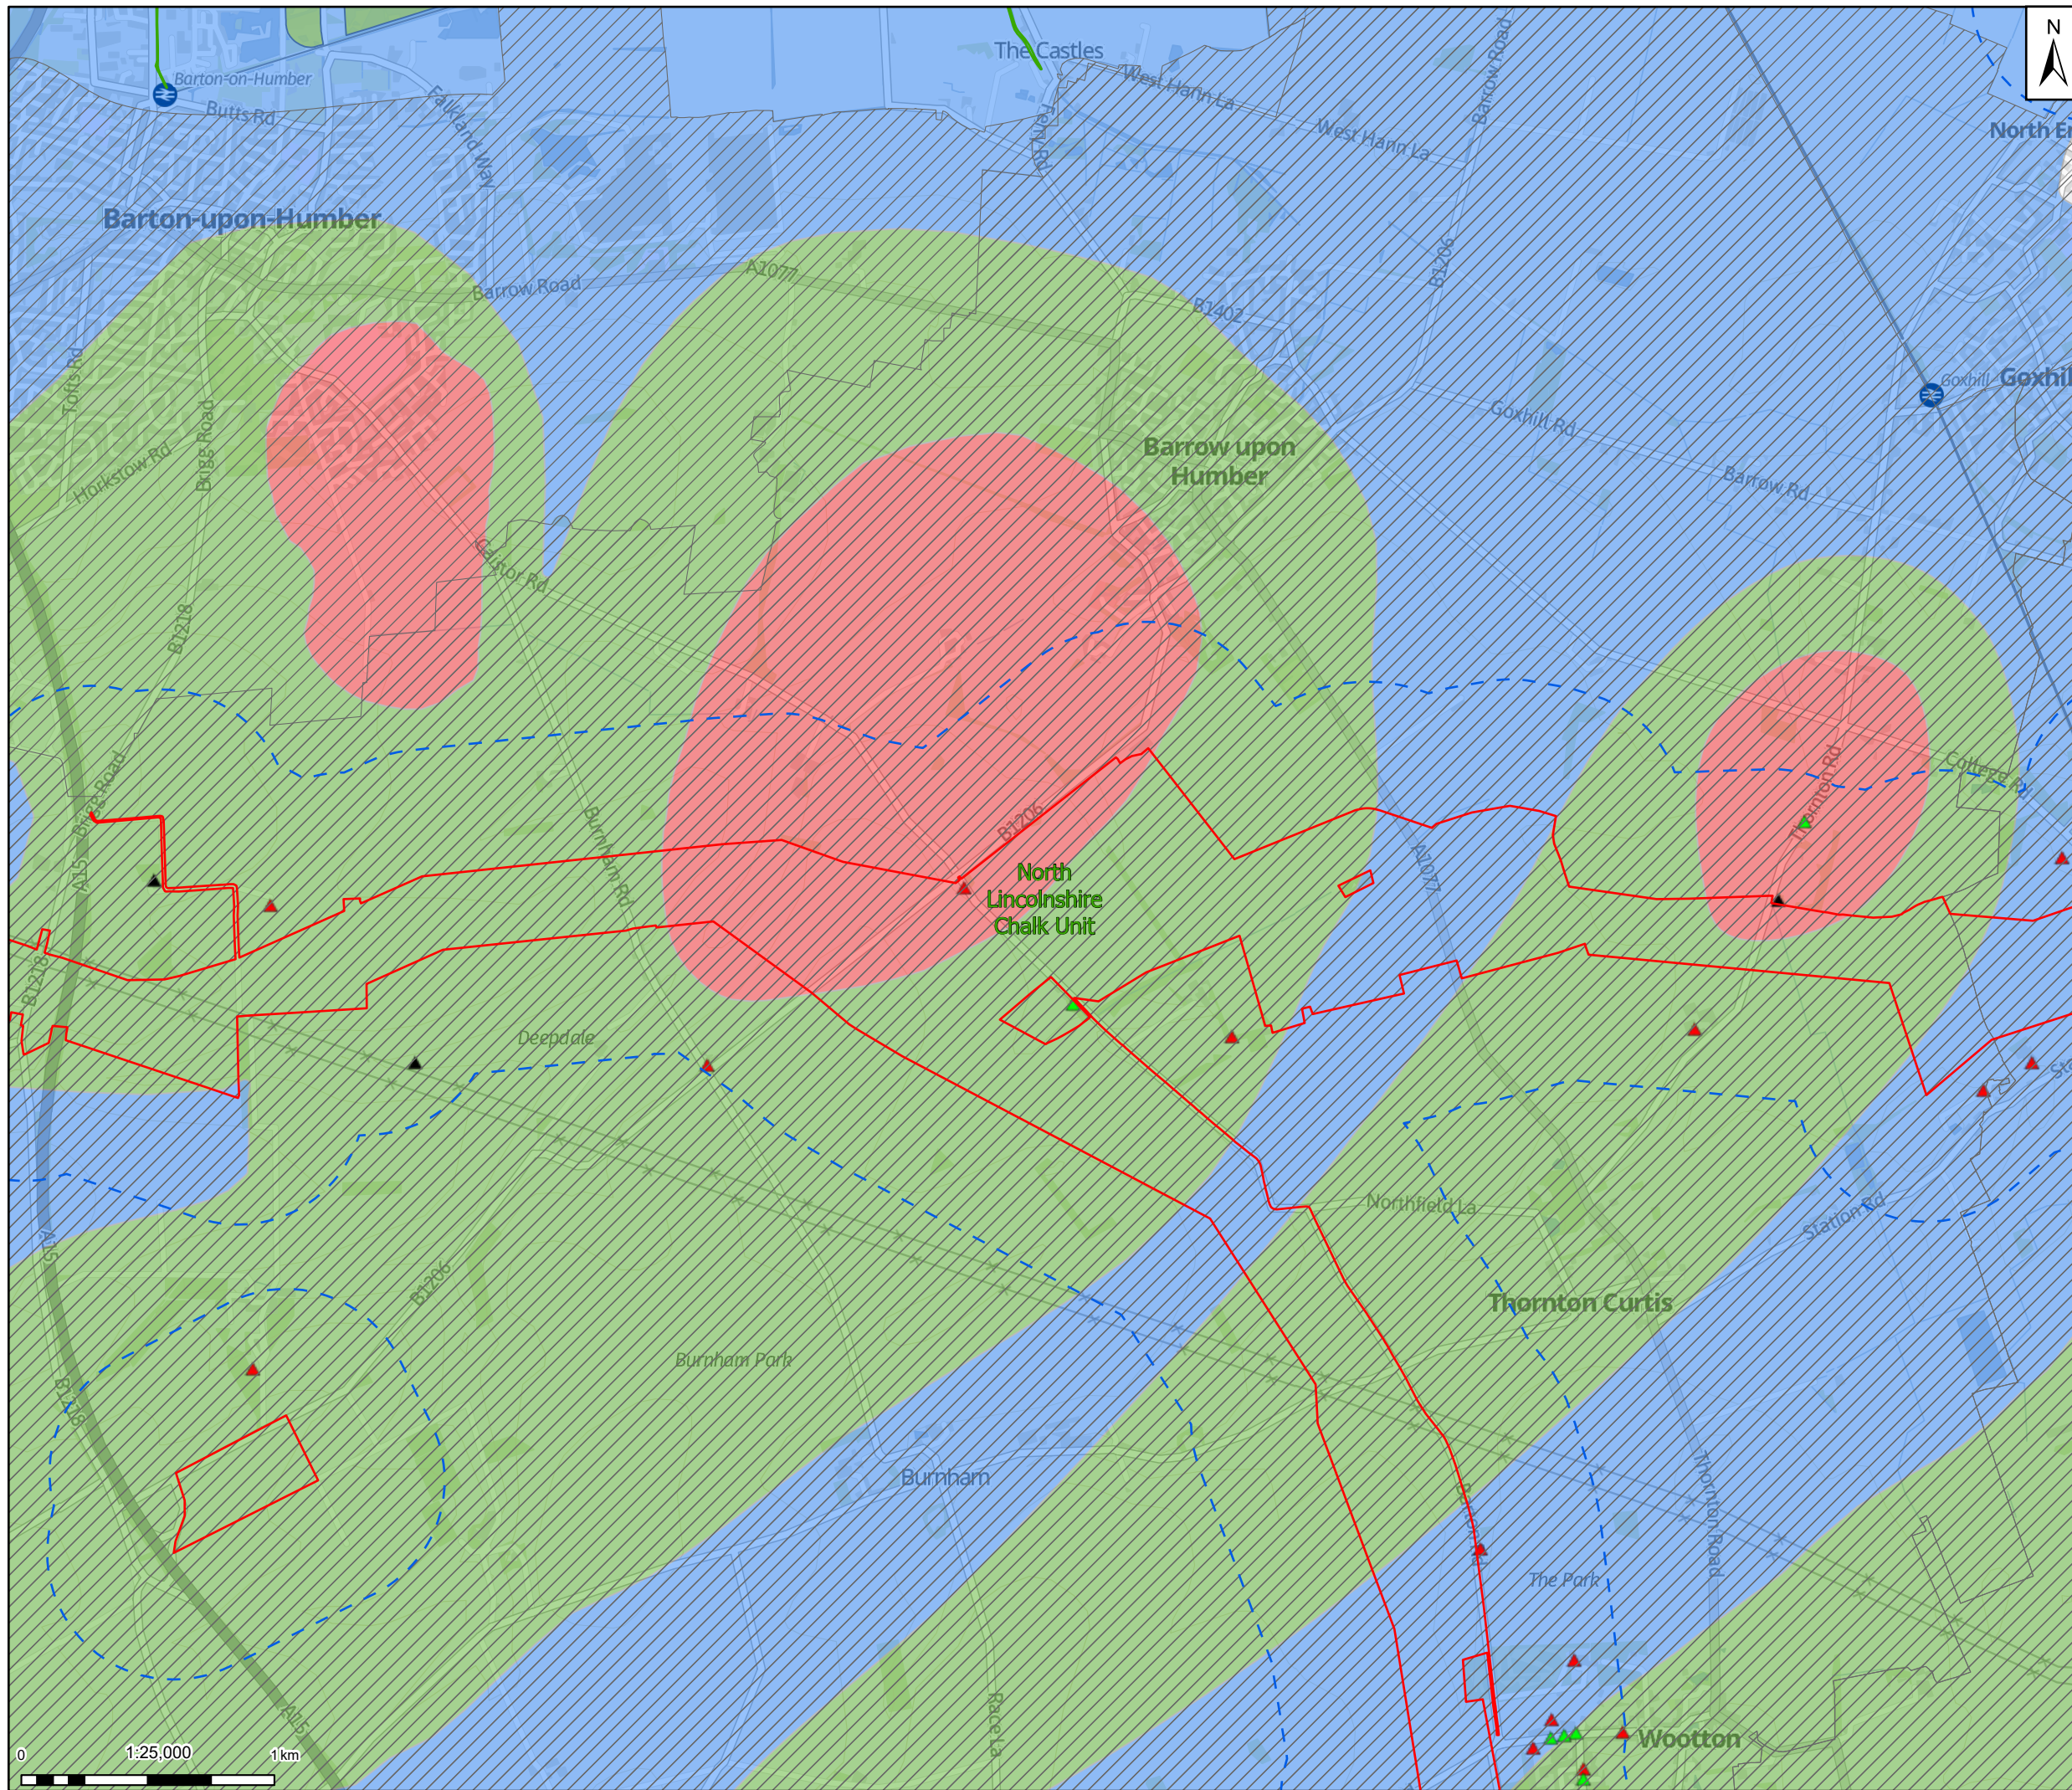 The Castles
N
Barton-on-Humber
Butts Rd
Falkland Way
Ferry Rd
West Hann La
West Hann La
Barrow Road
North
Barton-upon-Humber
Barrow Road
A1077
B1402
B1206
Tofts Rd
Horkstow Rd
Brigg Road
Goxhill
Goxhill Rd
Barrow Rd
Barrow upon
Humber
Caistor Rd
B1218
Brigg Road
Burnham Rd
B1206
A1077
Thornton Rd
College Rd
A15
North
Lincolnshire
Chalk Unit
B1218
Deepdale
Northfield La
Station Rd
A15
B1206
Thornton Curtis
Burnham Park
B1218
Burnham
Thornton Road
The Park
Race La
A15
Wootton
0
1:25,000
1 km